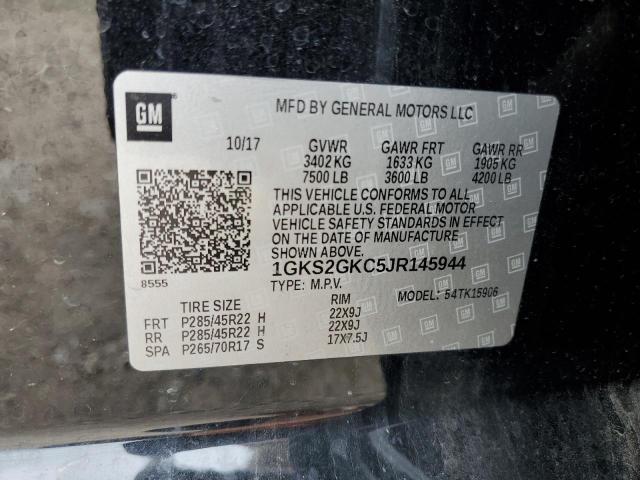 GM
MFD BY GENERAL MOTORS LLC
10/17 GVWR GAWR FRT GAWR RR
3402 KG 1633 KG 1905 KG
7500 LB 3600 LB 4200 LB
THIS VEHICLE CONFORMS TO ALL
APPLICABLE U.S. FEDERAL MOTOR
VEHICLE SAFETY STANDARDS IN EFFECT
ON THE DATE OF MANUFACTURE
SHOWN ABOVE.
8555
1GKS2GKC5JR145944
TYPE: M.P.V. MODEL: 54TK15906
TIRE SIZE RIM
FRT P285/45R22 H 22X9J
RR P285/45R22 H 22X9J
SPA P265/70R17 S 17X7.5J